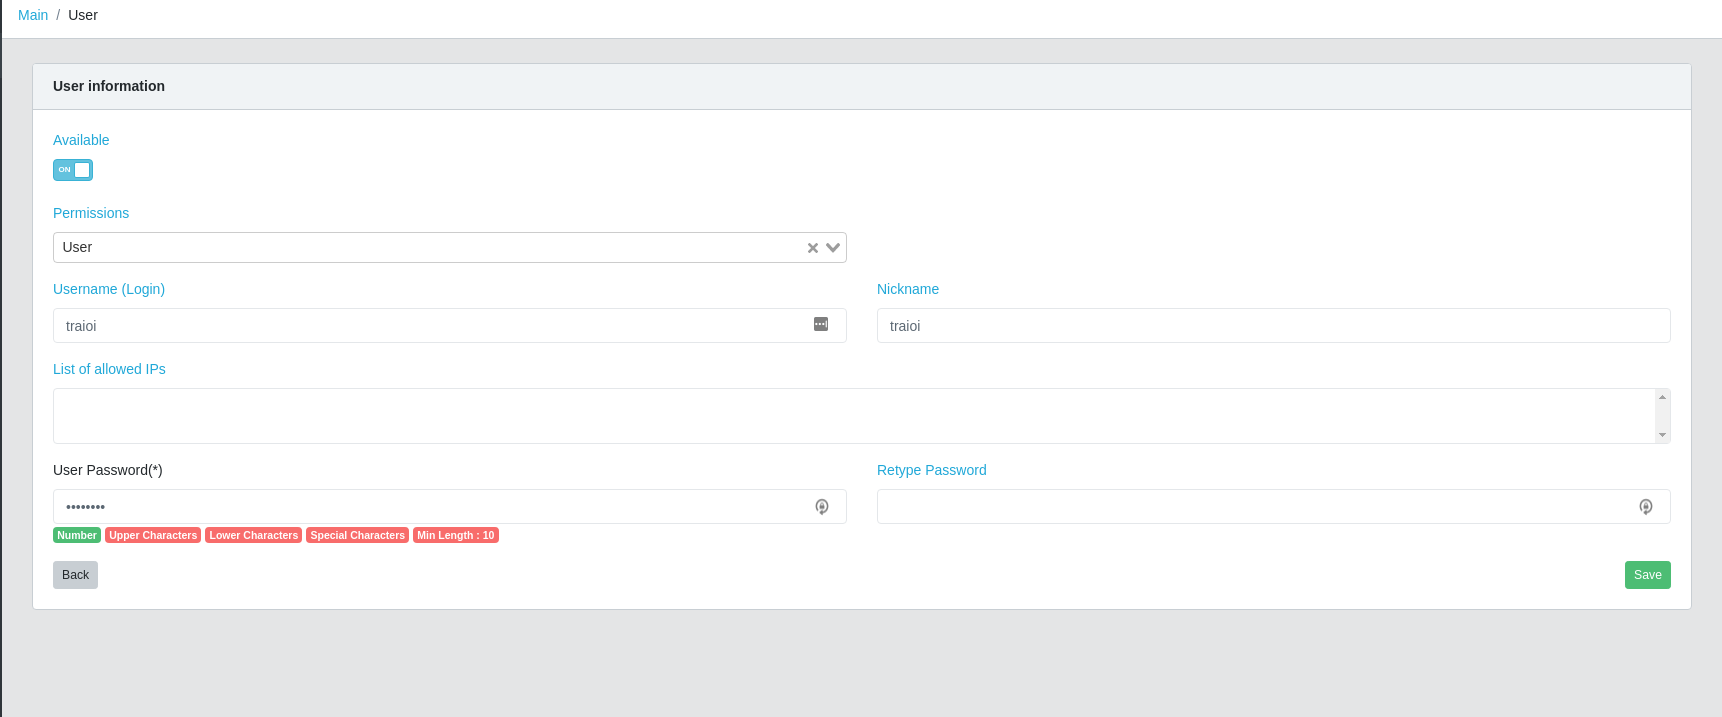 Main / User
User information
Available
ON
Permissions
User
Username (Login) Nickname
traioi traioi
List of allowed IPs
User Password(*) Retype Password
••••••••
Number Upper Characters Lower Characters Special Characters Min Length : 10
Back Save